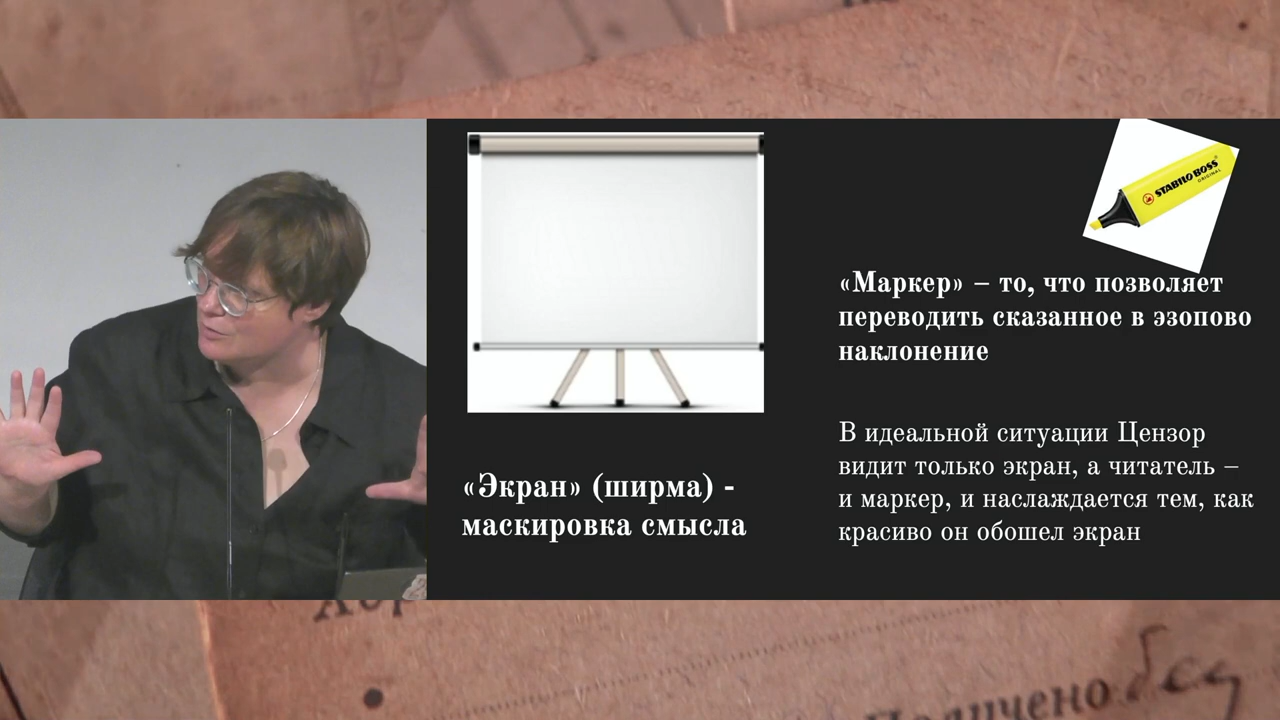 STABILO BOSS
ORIGINAL
«Маркер» – то, что позволяет
переводить сказанное в эзопово
наклонение
В идеальной ситуации Цензор
видит только экран, а читатель –
и маркер, и наслаждается тем, как
красиво он обошел экран
«Экран» (ширма) -
маскировка смысла